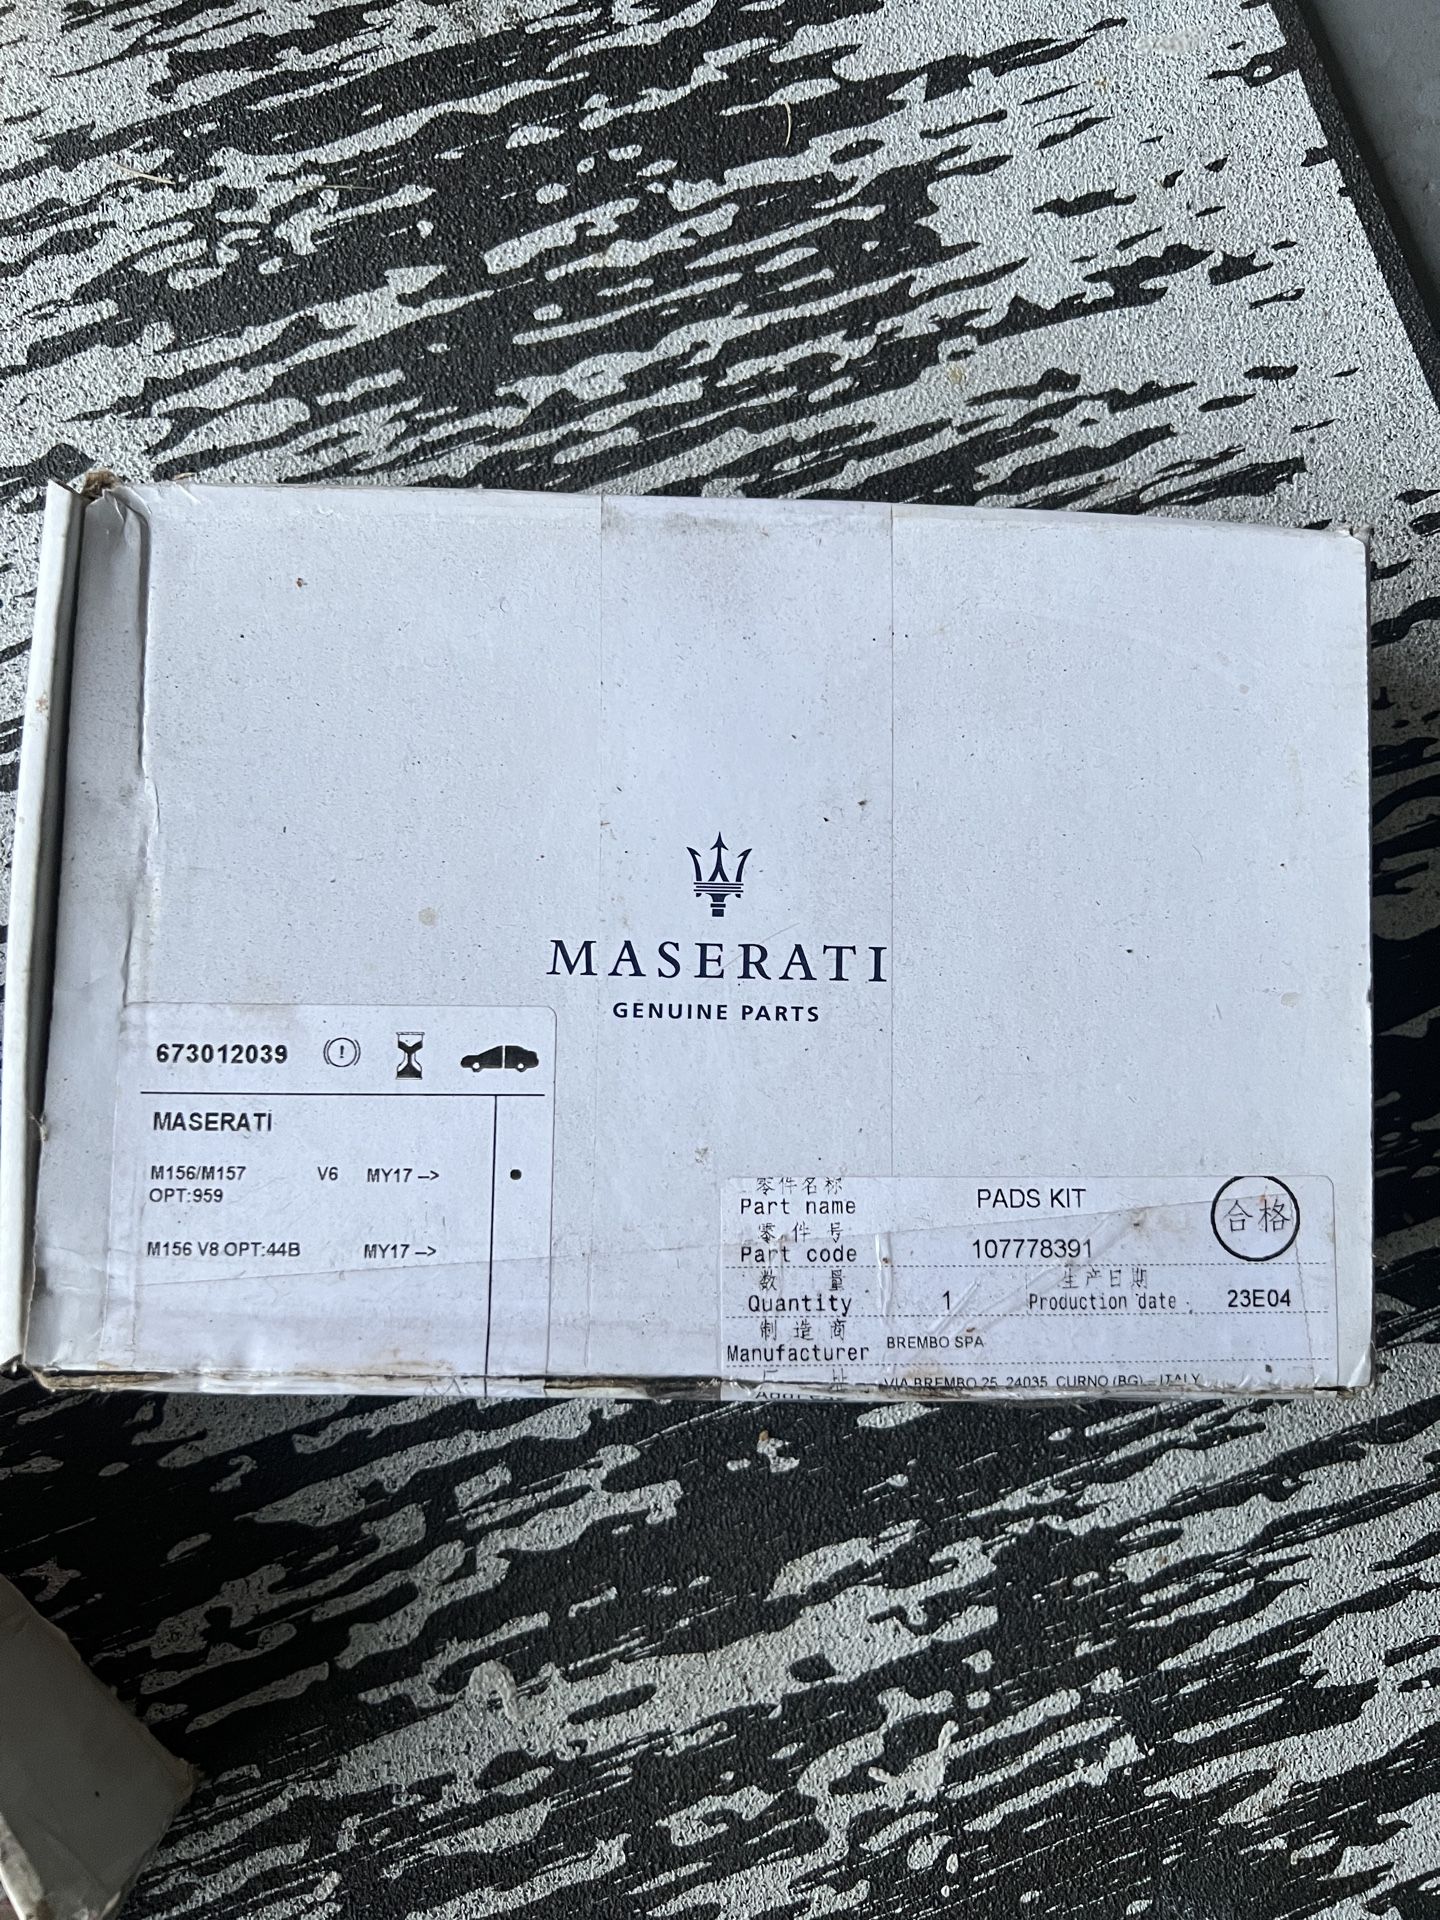 MASERATI
GENUINE PARTS
673012039
MASERATI
M156/M157 V6 MY17 -->
OPT:959
M156 V8 OPT:44B MY17 -->
零件名称
Part name PADS KIT
合格
零件号
Part code 107778391
数量 生产日期
Quantity 1 Production date 23E04
制造商
Manufacturer BREMBO SPA
厂址
VIA BREMBO 25, 24035 CURNO (BG) - ITALY